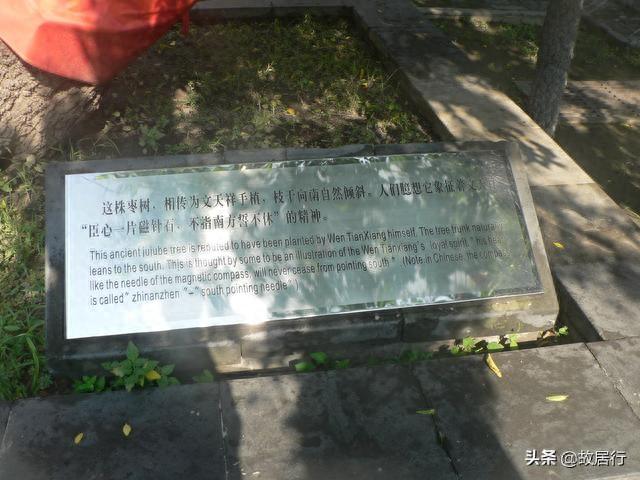 这株枣树，相传为文天祥手植，枝干向南自然倾斜。人们臆想它象征着文天
“臣心一片磁针石，不指南方誓不休”的精神。
This ancient jujube tree is reputed to have been planted by Wen TianXiang himself. The tree trunk naturally
leans to the south. This is thought by some to be an illustration of the Wen Tianxiang's loyal spirit, " his heart
like the needle of the magnetic compass, will never cease from pointing south " (Note in Chinese, the compass
is called " zhinanzhen "–" south pointing needle" )
头条 @故居行